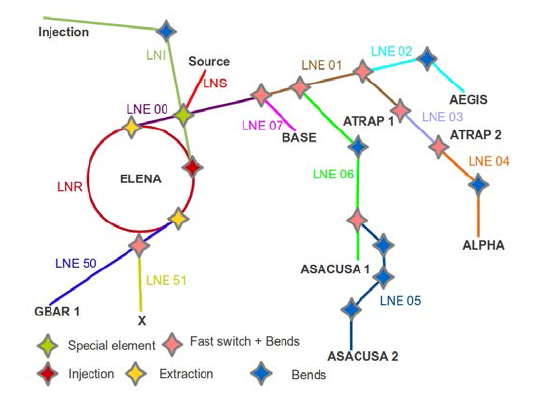 Injection
LNI
Source
LNS
LNE 00
LNE 01
LNE 02
AEGIS
LNE 07
BASE
ATRAP 1
LNE 03
ATRAP 2
LNE 06
LNE 04
ELENA
LNR
ALPHA
LNE 50
LNE 51
ASACUSA 1
LNE 05
GBAR 1
X
ASACUSA 2
Special element
Fast switch + Bends
Injection
Extraction
Bends